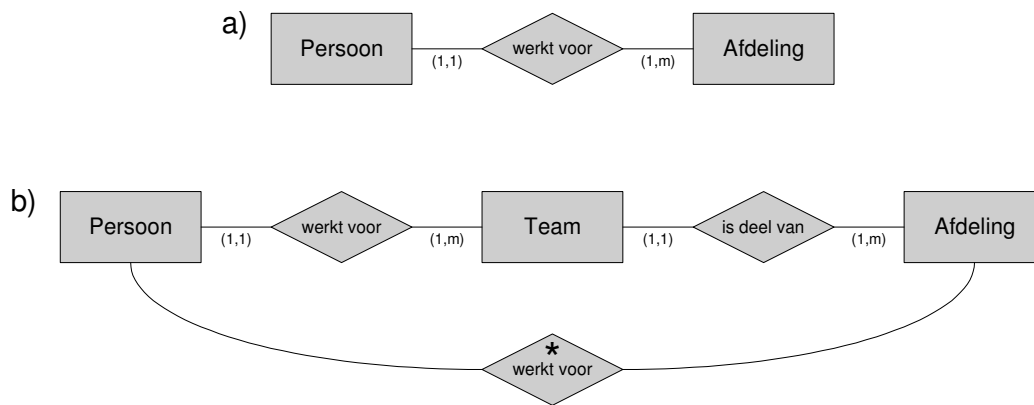 a)
Persoon
werkt voor
Afdeling
(1,1)
(1,m)
b)
Persoon
werkt voor
Team
is deel van
Afdeling
(1,1)
(1,m)
(1,1)
(1,m)
*
werkt voor